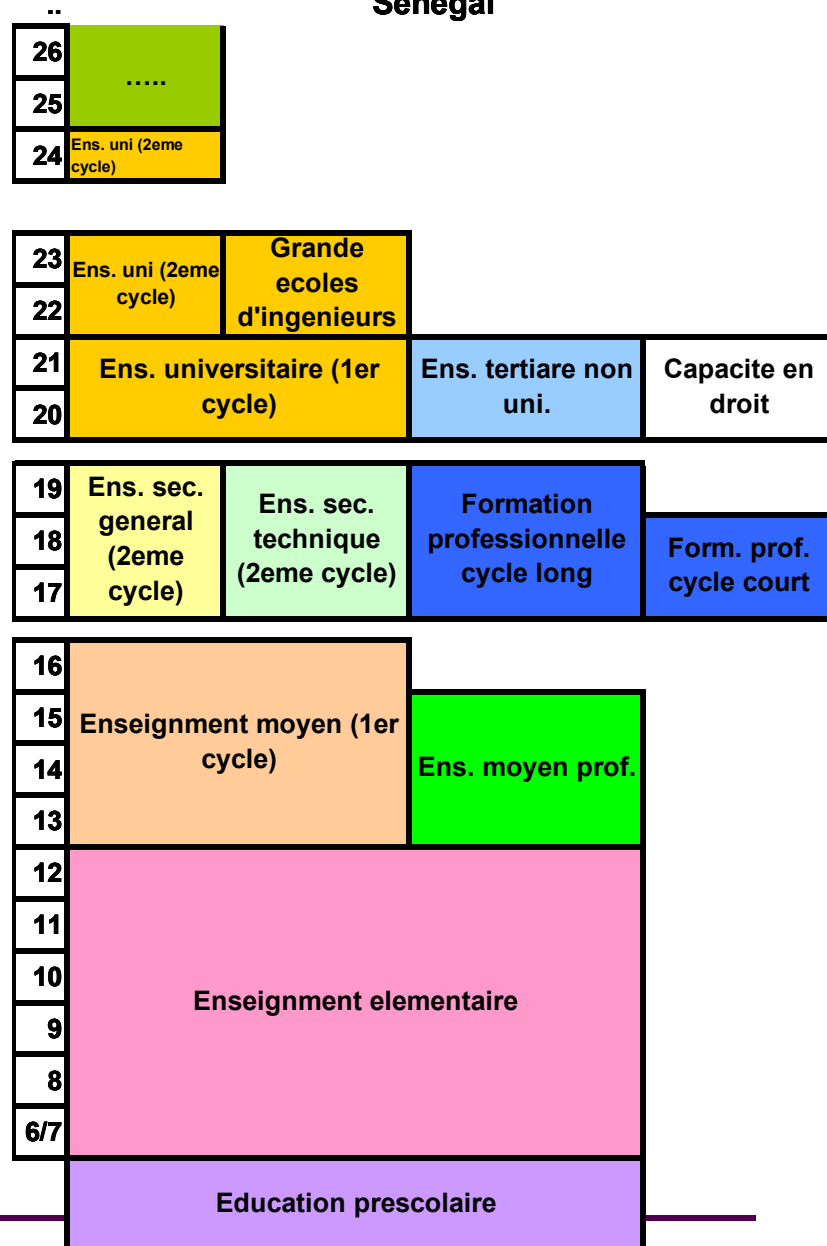 Senegal
..
26
…..
25
24
Ens. uni (2eme
cycle)
23
Ens. uni (2eme
cycle)
Grande
ecoles
d'ingenieurs
22
21
Ens. universitaire (1er
cycle)
Ens. tertiare non
uni.
Capacite en
droit
20
19
Ens. sec.
general
(2eme
cycle)
Ens. sec.
technique
(2eme cycle)
Formation
professionnelle
cycle long
18
Form. prof.
cycle court
17
16
15
Enseignment moyen (1er
cycle)
14
Ens. moyen prof.
13
12
11
10
Enseignment elementaire
9
8
6/7
Education prescolaire